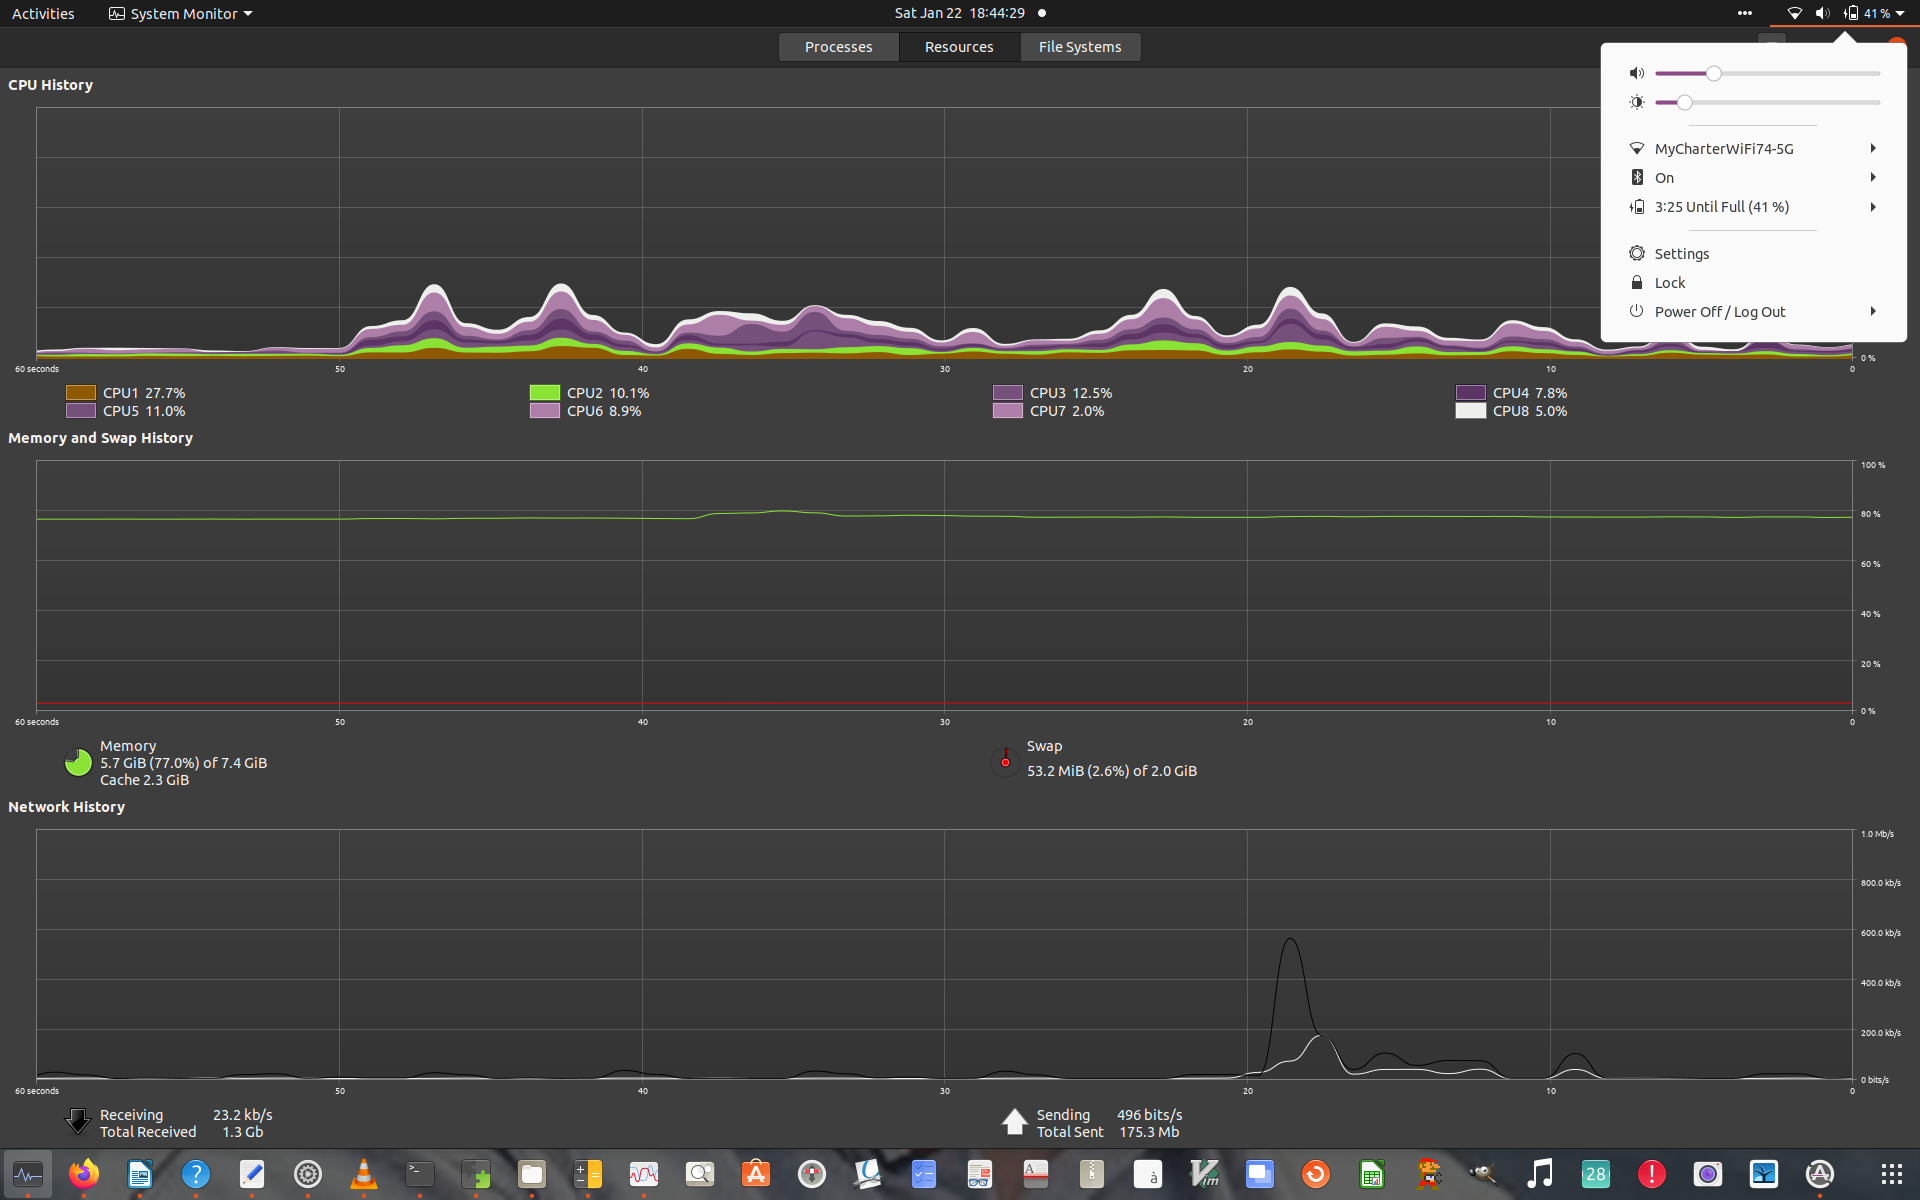 Activities
System Monitor
Sat Jan 22 18:44:29
41 %
Processes
Resources
File Systems
CPU History
MyCharterWiFi74-5G
On
3:25 Until Full (41 %)
Settings
Lock
Power Off / Log Out
0 %
60 seconds 50 40 30 20 10 0
CPU1 27.7% CPU2 10.1% CPU3 12.5% CPU4 7.8%
CPU5 11.0% CPU6 8.9% CPU7 2.0% CPU8 5.0%
Memory and Swap History
100 %
80 %
60 %
40 %
20 %
0 %
60 seconds 50 40 30 20 10 0
Memory
5.7 GiB (77.0%) of 7.4 GiB
Cache 2.3 GiB
Swap
53.2 MiB (2.6%) of 2.0 GiB
Network History
1.0 Mb/s
800.0 kb/s
600.0 kb/s
400.0 kb/s
200.0 kb/s
0 bits/s
60 seconds 50 40 30 20 10 0
Receiving 23.2 kb/s
Total Received 1.3 Gb
Sending 496 bits/s
Total Sent 175.3 Mb
?
>_
A
à
Vim
28
!